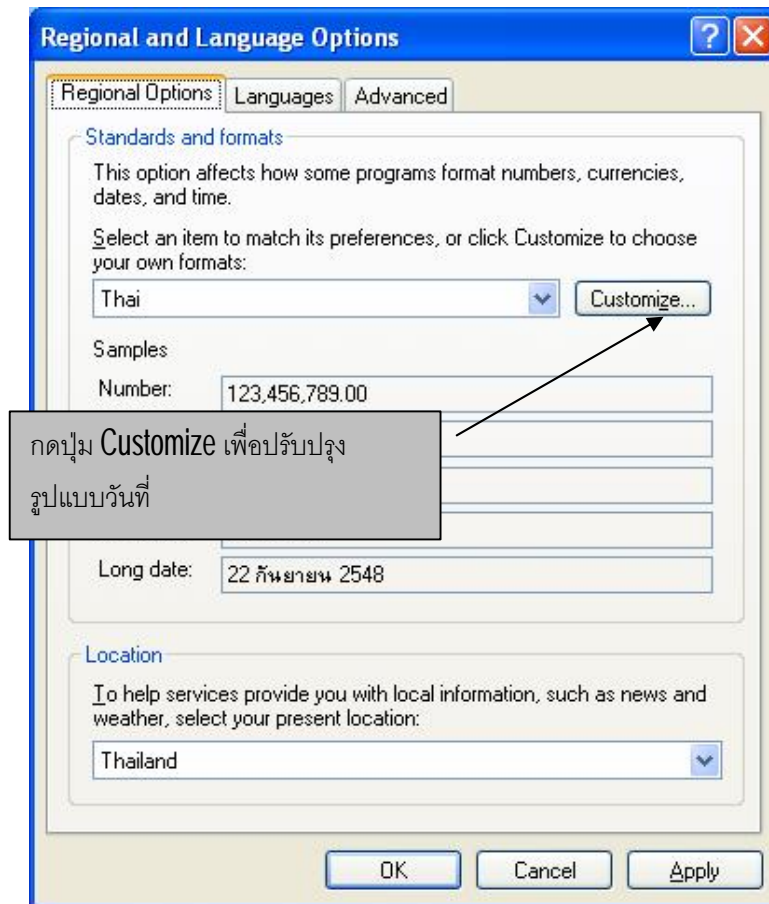 Regional and Language Options
Regional Options
Languages
Advanced
Standards and formats
This option affects how some programs format numbers, currencies,
dates, and time.
Select an item to match its preferences, or click Customize to choose
your own formats:
Thai
Customize...
Samples
Number:
123,456,789.00
กดปุ่ม Customize เพื่อปรับปรุง
รูปแบบวันที่
Long date:
22 กันยายน 2548
Location
To help services provide you with local information, such as news and
weather, select your present location:
Thailand
OK
Cancel
Apply